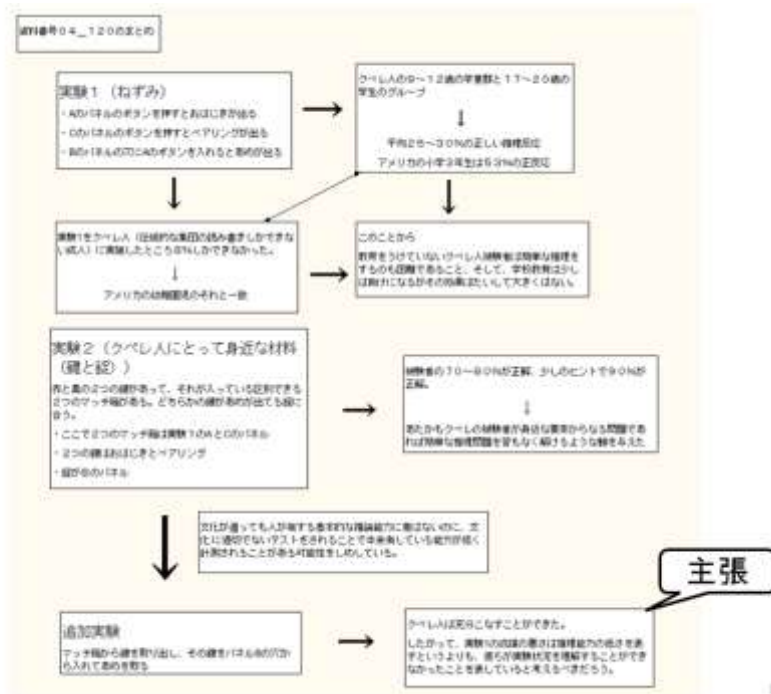 資料番号04_120のまとめ
実験1（ねずみ）
・Aのパネルのボタンを押すとおはじきが出る
・Cのパネルのボタンを押すとベアリングが出る
・Bのパネルの穴にAのボタンを入れるとあめが出る
クペレ人の9～12歳の学童群と17～20歳の
学生のグループ
↓
平均25～30%の正しい推理反応
アメリカの小学3年生は53%の正反応
実験1をクペレ人（圧倒的な集団の読み書きしかできな
い成人）に実施したところ8%しかできなかった。
↓
アメリカの幼稚園児のそれと一致
このことから
教育をうけていないクペレ人被験者は簡単な推理を
するのも困難であること、そして、学校教育は少し
は助けになるがその効果はたいして大きくはない。
実験2（クペレ人にとって身近な材料
（鍵と錠））
赤と黒の2つの鍵があって、それが入っている区別できる
2つのマッチ箱がある。どちらかの鍵があめが出てる錠に
合う。
・ここで2つのマッチ箱は実験1のAとCのパネル
・2つの鍵はおはじきとベアリング
・錠がBのパネル
被験者の70～80%が正解、少しのヒントで90%が
正解。
↓
あたかもクペレの被験者が身近な要素からなる問題であ
れば簡単な推理問題を苦もなく解けるような観を与えた
文化が違っても人が有する基本的な推論能力に差はないのに、文
化に適切でないテストをされることで本来有している能力が低く
計測されることがある可能性をしめしている。
主張
追加実験
マッチ箱から鍵を取り出し、その鍵をパネルBの穴か
ら入れてあめを取る
クペレ人は充分こなすことができた。
したがって、実験1の成績の悪さは推理能力の低さを表
すというよりも、彼らが実験状況を理解することができ
なかったことを表していると考えるべきだろう。